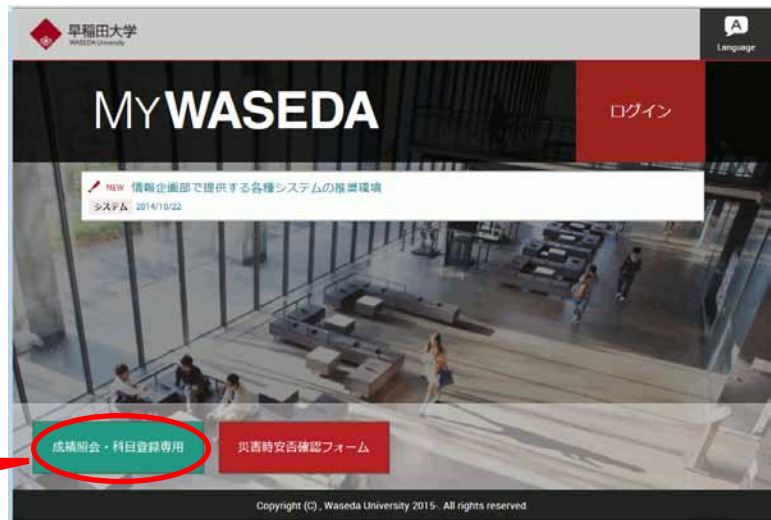 早稲田大学
WASEDA University
A
Language
MYWASEDA
ログイン
NEW 情報企画部で提供する各種システムの推奨環境
システム 2014/10/22
成績照会・科目登録専用
災害時安否確認フォーム
Copyright (C) , Waseda University 2015-. All rights reserved.